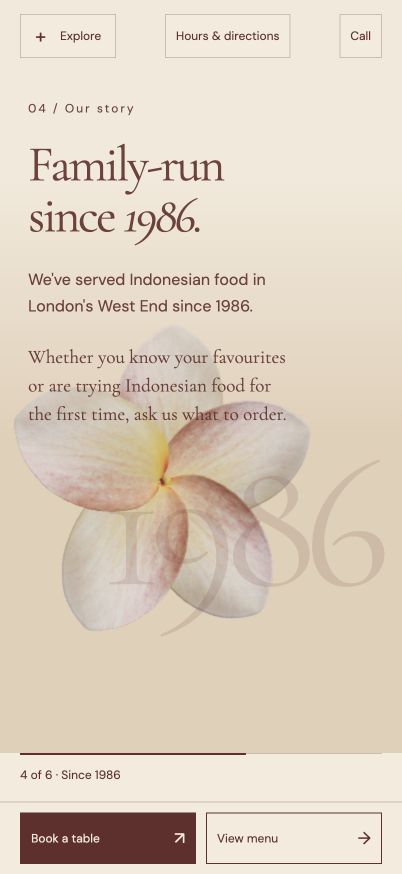 + Explore
Hours & directions
Call
04 / Our story
Family-run
since 1986.
We've served Indonesian food in
London's West End since 1986.
Whether you know your favourites
or are trying Indonesian food for
the first time, ask us what to order.
1986
4 of 6 · Since 1986
Book a table
View menu